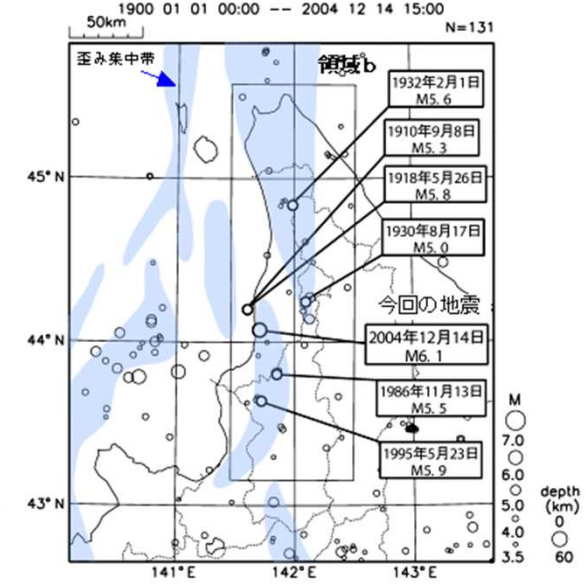 1900 01 01 00:00 -- 2004 12 14 15:00
50km
N=131
歪み集中帯
領域b
1932年2月1日
M5.6
1910年9月8日
M5.3
1918年5月26日
M5.8
1930年8月17日
M5.0
今回の地震
2004年12月14日
M6.1
1986年11月13日
M5.5
1995年5月23日
M5.9
45°N
44°N
43°N
141°E
142°E
143°E
M
7.0
6.0
5.0
4.0
3.5
depth
(km)
0
60